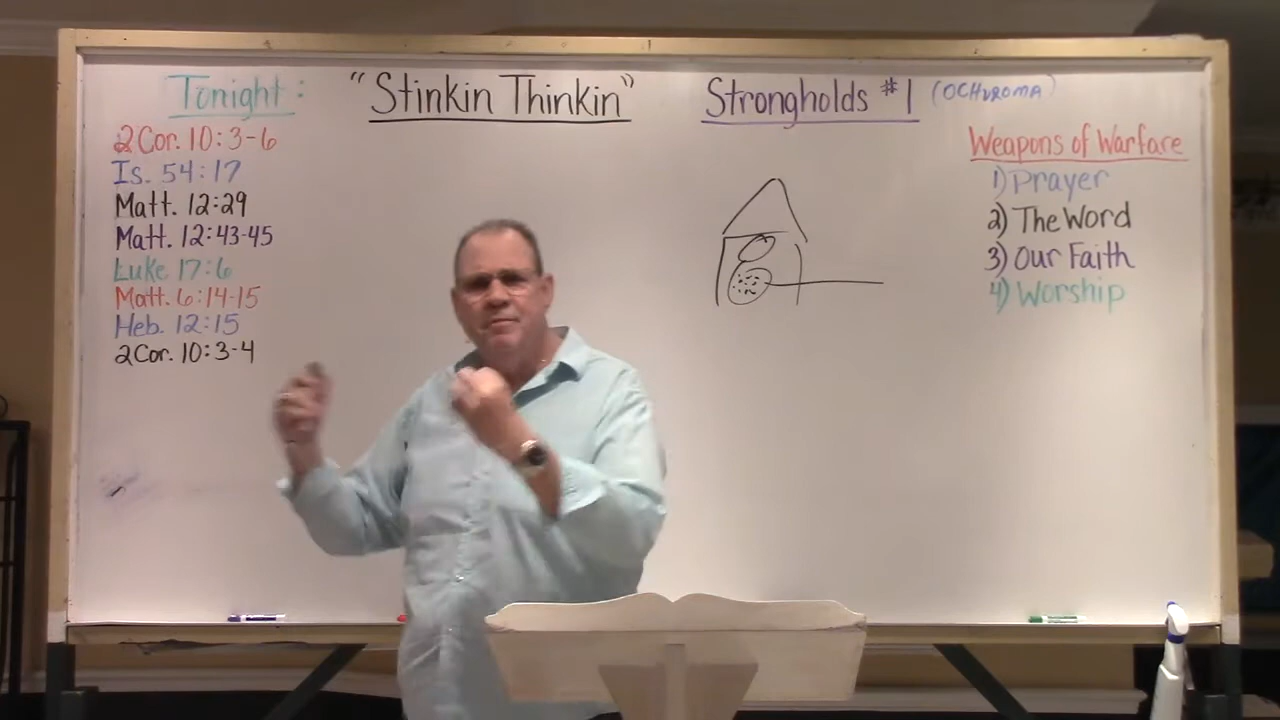 Tonight: "Stinkin Thinkin" Strongholds #1 (OCHUROMA)
2Cor. 10:3-6
Is. 54:17
Matt. 12:29
Matt. 12:43-45
Luke 17:6
Matt. 6:14-15
Heb. 12:15
2Cor. 10:3-4
Weapons of Warfare
1) Prayer
2) The Word
3) Our Faith
4) Worship